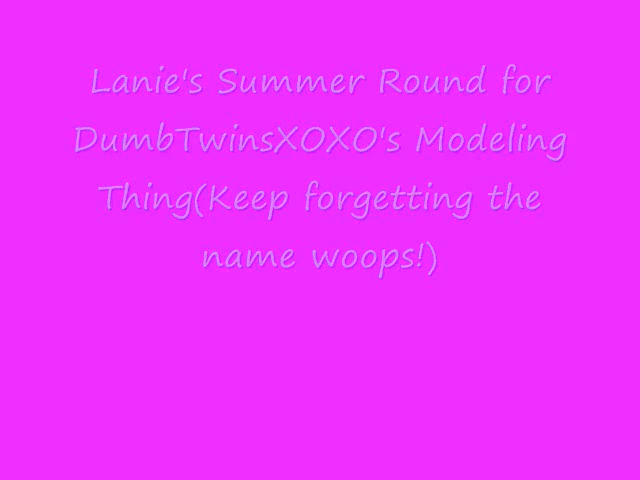 Lanie's Summer Round for
DumbTwinsXOXO's Modeling
Thing(Keep forgetting the
name woops!)